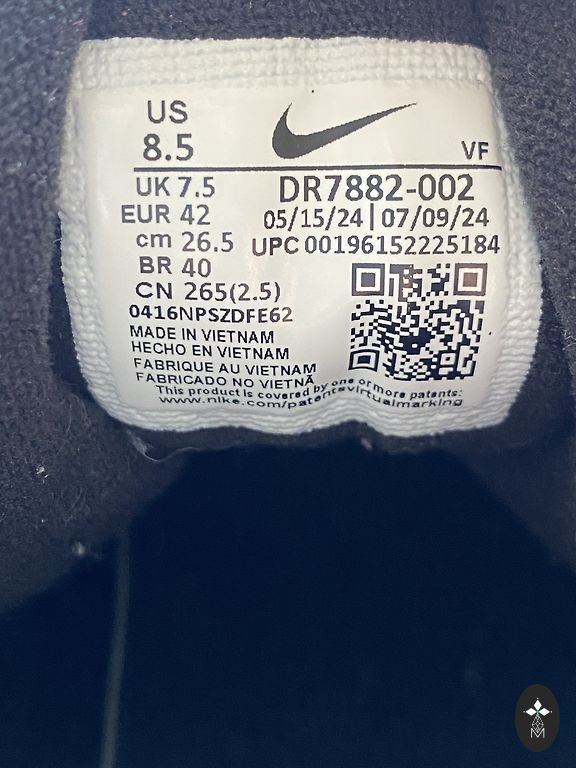 US
8.5
VF
UK 7.5
DR7882-002
EUR 42
05/15/24|07/09/24
cm 26.5
UPC 00196152225184
BR 40
CN 265(2.5)
0416NPSZDFE62
MADE IN VIETNAM
HECHO EN VIETNAM
FABRIQUE AU VIETNAM
FABRICADO NO VIETNÃ
This product is covered by one or more patents:
www.nike.com/patentsvirtualmarking
M